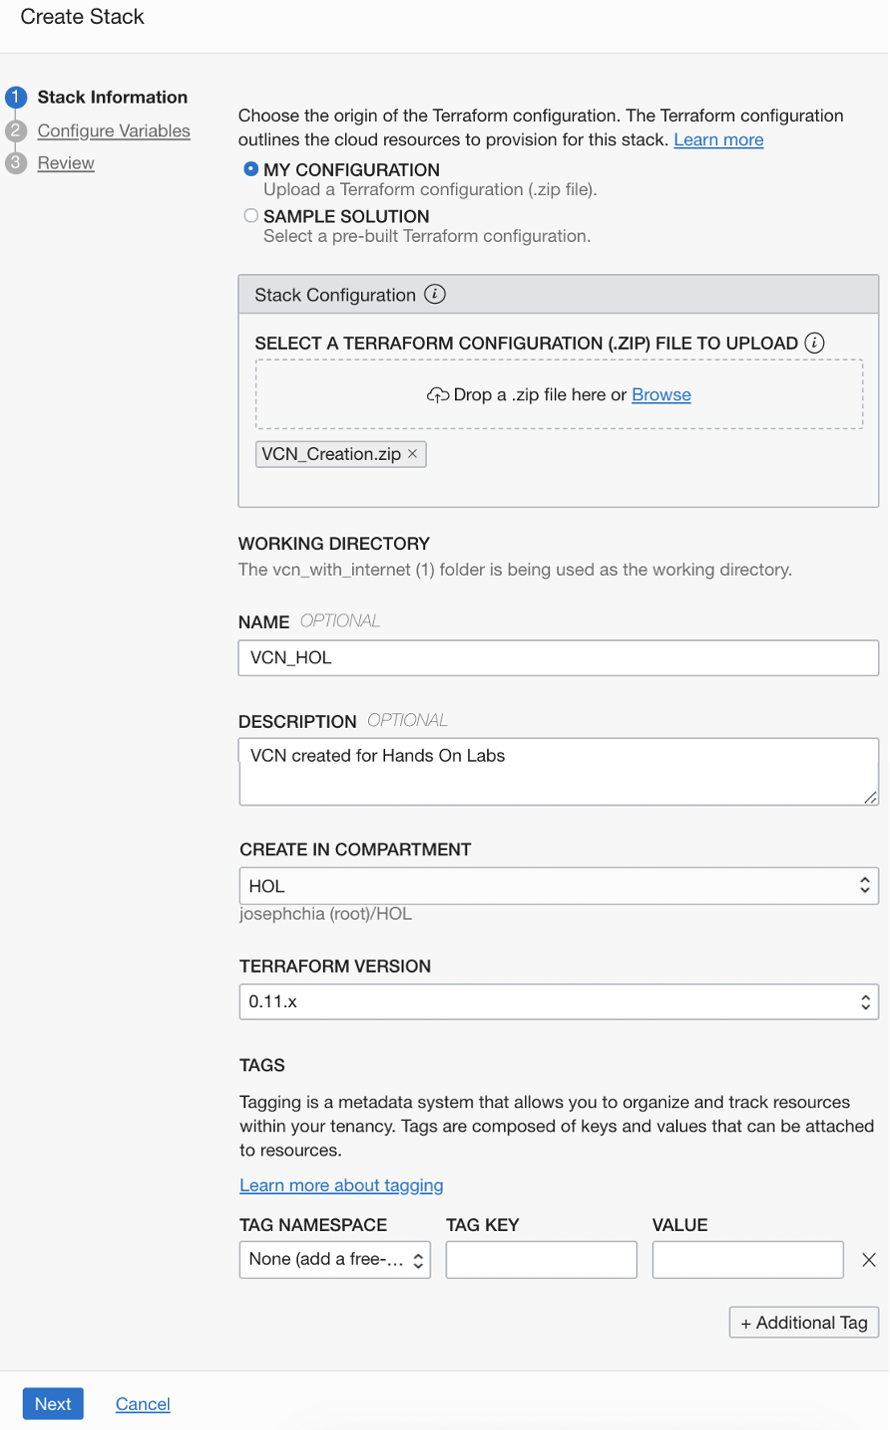 Create Stack
1 Stack Information
2 Configure Variables
3 Review
Choose the origin of the Terraform configuration. The Terraform configuration
outlines the cloud resources to provision for this stack. Learn more
MY CONFIGURATION
Upload a Terraform configuration (.zip file).
SAMPLE SOLUTION
Select a pre-built Terraform configuration.
Stack Configuration i
SELECT A TERRAFORM CONFIGURATION (.ZIP) FILE TO UPLOAD i
Drop a .zip file here or Browse
VCN_Creation.zip ×
WORKING DIRECTORY
The vcn_with_internet (1) folder is being used as the working directory.
NAME OPTIONAL
VCN_HOL
DESCRIPTION OPTIONAL
VCN created for Hands On Labs
CREATE IN COMPARTMENT
HOL
josephchia (root)/HOL
TERRAFORM VERSION
0.11.x
TAGS
Tagging is a metadata system that allows you to organize and track resources
within your tenancy. Tags are composed of keys and values that can be attached
to resources.
Learn more about tagging
TAG NAMESPACE TAG KEY VALUE
None (add a free-... ×
+ Additional Tag
Next Cancel